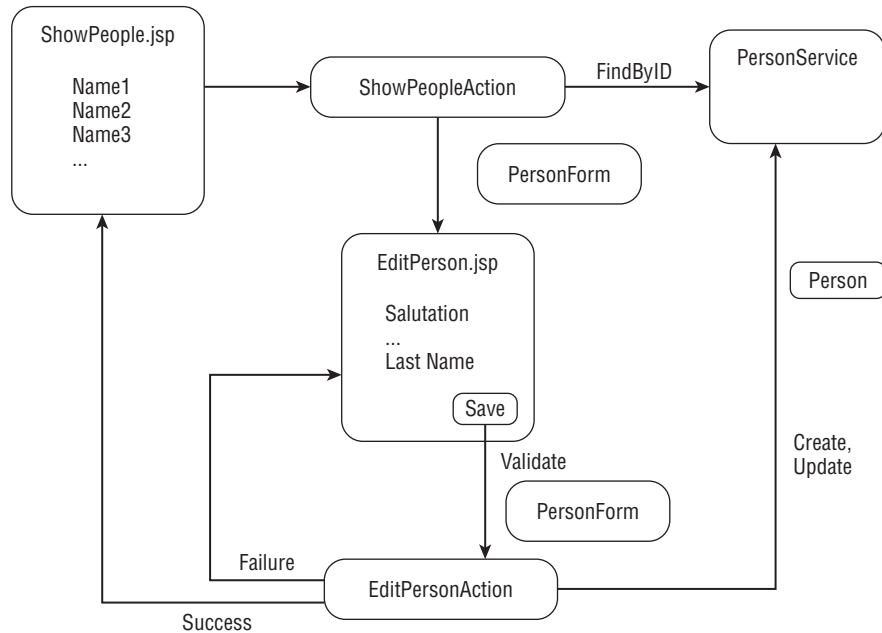 ShowPeople.jsp
Name1
Name2
Name3
...
ShowPeopleAction
FindByID
PersonService
PersonForm
EditPerson.jsp
Salutation
...
Last Name
Save
Person
Validate
Create,
Update
PersonForm
Failure
EditPersonAction
Success